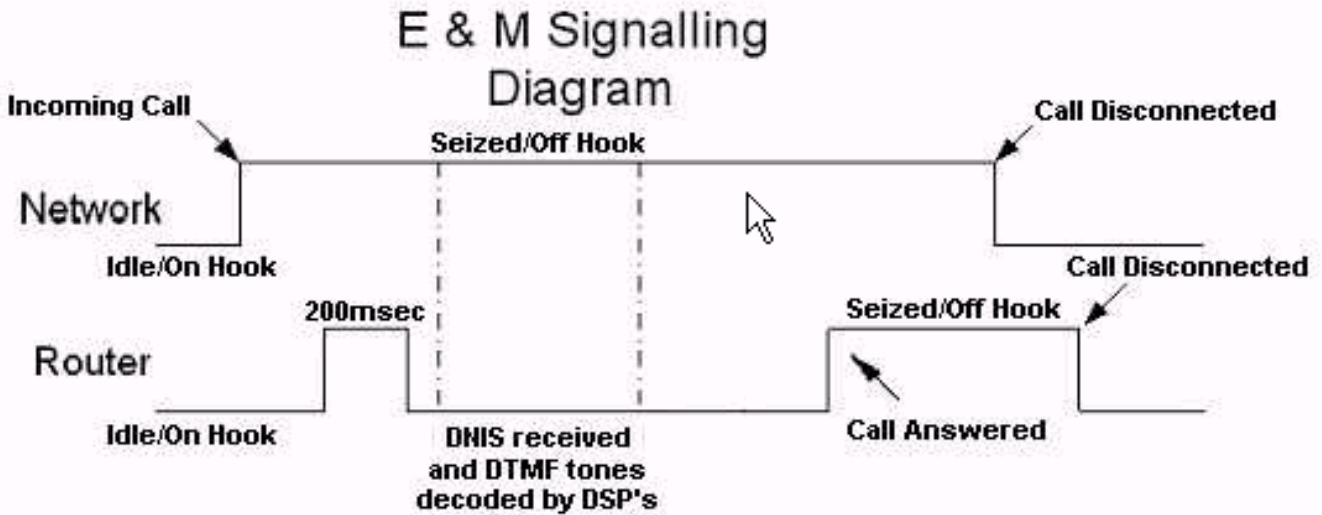 E & M Signalling
Diagram
Incoming Call
Call Disconnected
Seized/Off Hook
Network
Idle/On Hook
Call Disconnected
200msec
Seized/Off Hook
Router
Idle/On Hook
Call Answered
DNIS received
and DTMF tones
decoded by DSP's